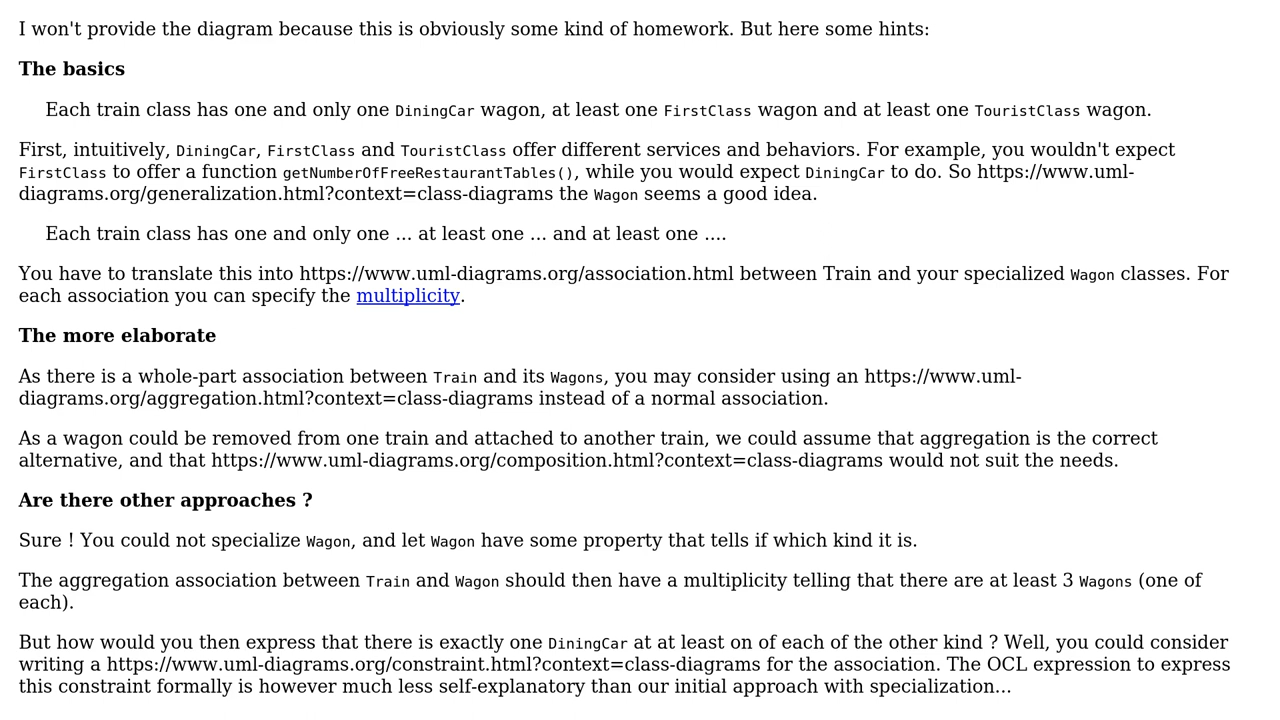 I won't provide the diagram because this is obviously some kind of homework. But here some hints:
The basics
Each train class has one and only one DiningCar wagon, at least one FirstClass wagon and at least one TouristClass wagon.
First, intuitively, DiningCar, FirstClass and TouristClass offer different services and behaviors. For example, you wouldn't expect
FirstClass to offer a function getNumberOfFreeRestaurantTables(), while you would expect DiningCar to do. So https://www.uml-
diagrams.org/generalization.html?context=class-diagrams the Wagon seems a good idea.
Each train class has one and only one ... at least one ... and at least one ....
You have to translate this into https://www.uml-diagrams.org/association.html between Train and your specialized Wagon classes. For
each association you can specify the multiplicity.
The more elaborate
As there is a whole-part association between Train and its Wagons, you may consider using an https://www.uml-
diagrams.org/aggregation.html?context=class-diagrams instead of a normal association.
As a wagon could be removed from one train and attached to another train, we could assume that aggregation is the correct
alternative, and that https://www.uml-diagrams.org/composition.html?context=class-diagrams would not suit the needs.
Are there other approaches ?
Sure ! You could not specialize Wagon, and let Wagon have some property that tells if which kind it is.
The aggregation association between Train and Wagon should then have a multiplicity telling that there are at least 3 Wagons (one of
each).
But how would you then express that there is exactly one DiningCar at at least on of each of the other kind ? Well, you could consider
writing a https://www.uml-diagrams.org/constraint.html?context=class-diagrams for the association. The OCL expression to express
this constraint formally is however much less self-explanatory than our initial approach with specialization...